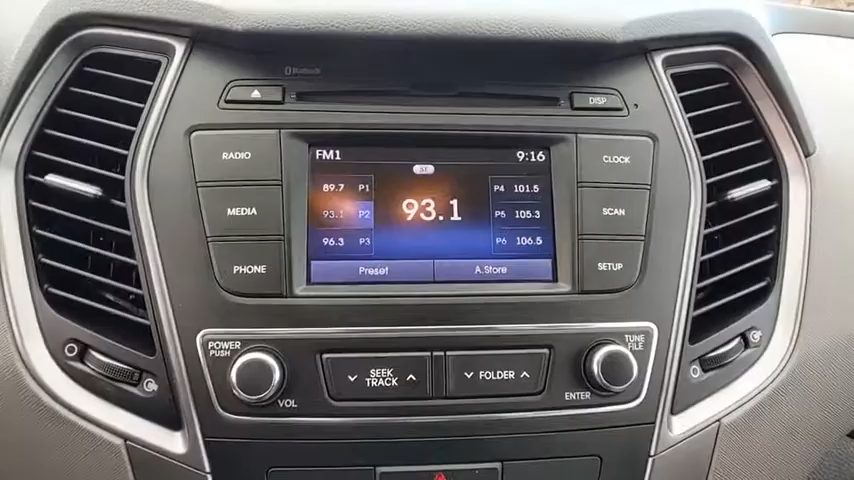 Bluetooth
DISP
RADIO
MEDIA
PHONE
FM1
ST
9:16
89.7 P1
93.1 P2
96.3 P3
93.1
P4 101.5
P5 105.3
P6 106.5
Preset
A.Store
CLOCK
SCAN
SETUP
POWER
PUSH
VOL
SEEK
TRACK
FOLDER
TUNE
FILE
ENTER